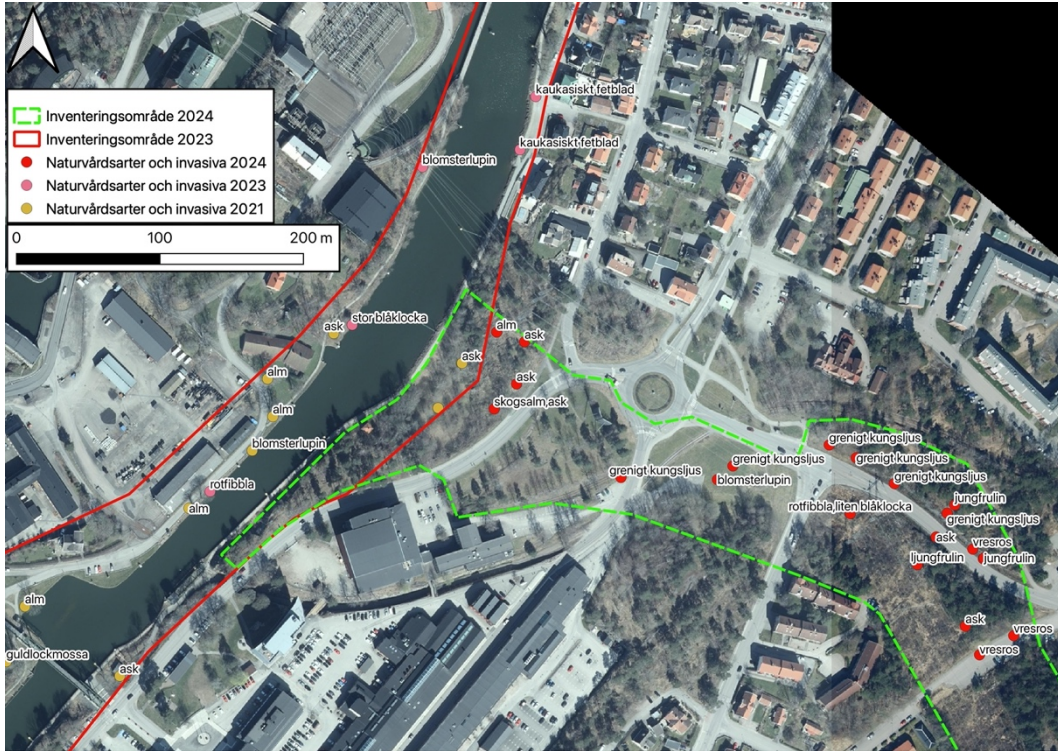 Inventeringsområde 2024
Inventeringsområde 2023
Naturvårdsarter och invasiva 2024
Naturvårdsarter och invasiva 2023
Naturvårdsarter och invasiva 2021
0 100 200 m
kaukasiskt fetblad
kaukasiskt fetblad
blomsterlupin
ask
stor blåklocka
alm
ask
ask
alm
ask
skogsalm,ask
alm
blomsterlupin
grenigt kungsljus
grenigt kungsljus
grenigt kungsljus
grenigt kungsljus
blomsterlupin
grenigt kungsljus
rotfibbla
alm
rotfibbla,liten blåklocka
jungfrulin
grenigt kungsljus
ask
vresros
ljungfrulin
jungfrulin
alm
ask
vresros
guldlockmossa
ask
vresros